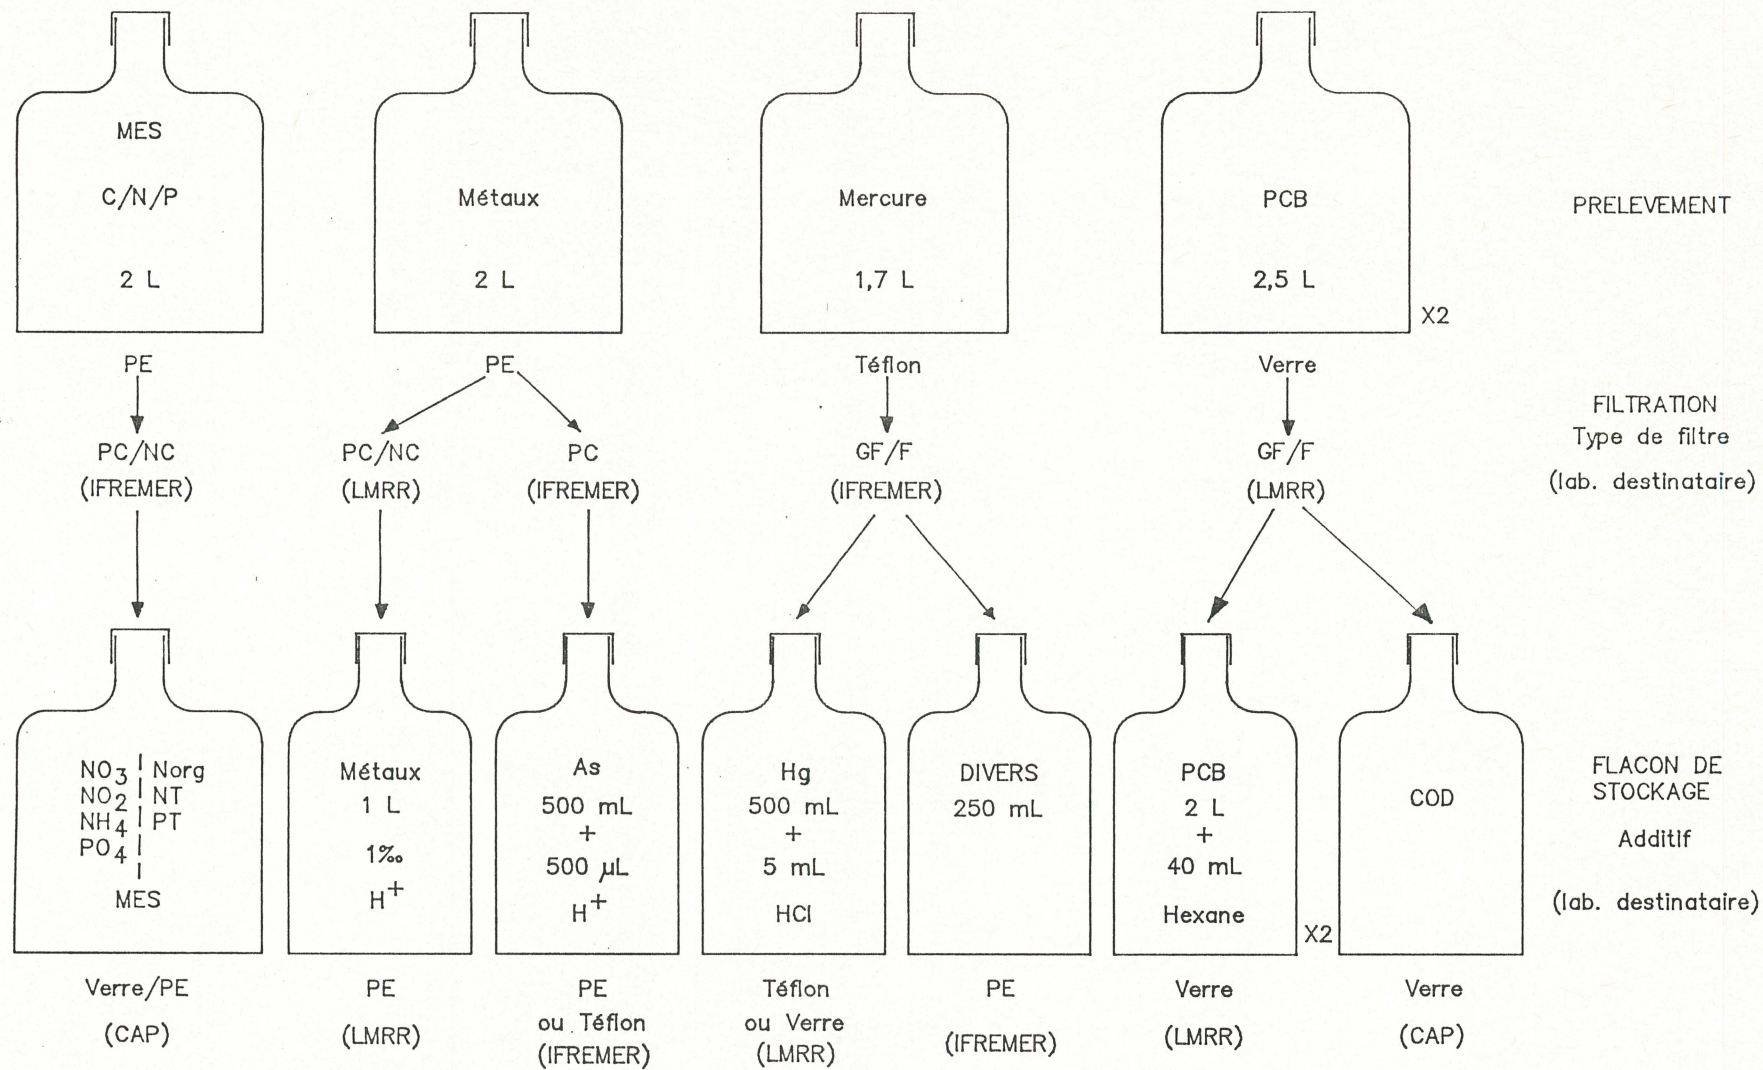 MES
C/N/P
2 L
PE
PC/NC
(IFREMER)
Métaux
2 L
PE
PC/NC
(LMRR)
PC
(IFREMER)
Mercure
1,7 L
Téflon
GF/F
(IFREMER)
PCB
2,5 L
X2
Verre
GF/F
(LMRR)
PRELEVEMENT
FILTRATION
Type de filtre
(lab. destinataire)
NO3 | Norg
NO2 | NT
NH4 | PT
PO4 |
MES
Verre/PE
(CAP)
Métaux
1 L
1‰
H+
PE
(LMRR)
As
500 mL
+
500 µL
H+
PE
ou Téflon
(IFREMER)
Hg
500 mL
+
5 mL
HCl
Téflon
ou Verre
(LMRR)
DIVERS
250 mL
PE
(IFREMER)
PCB
2 L
+
40 mL
Hexane
X2
Verre
(LMRR)
COD
Verre
(CAP)
FLACON DE
STOCKAGE
Additif
(lab. destinataire)